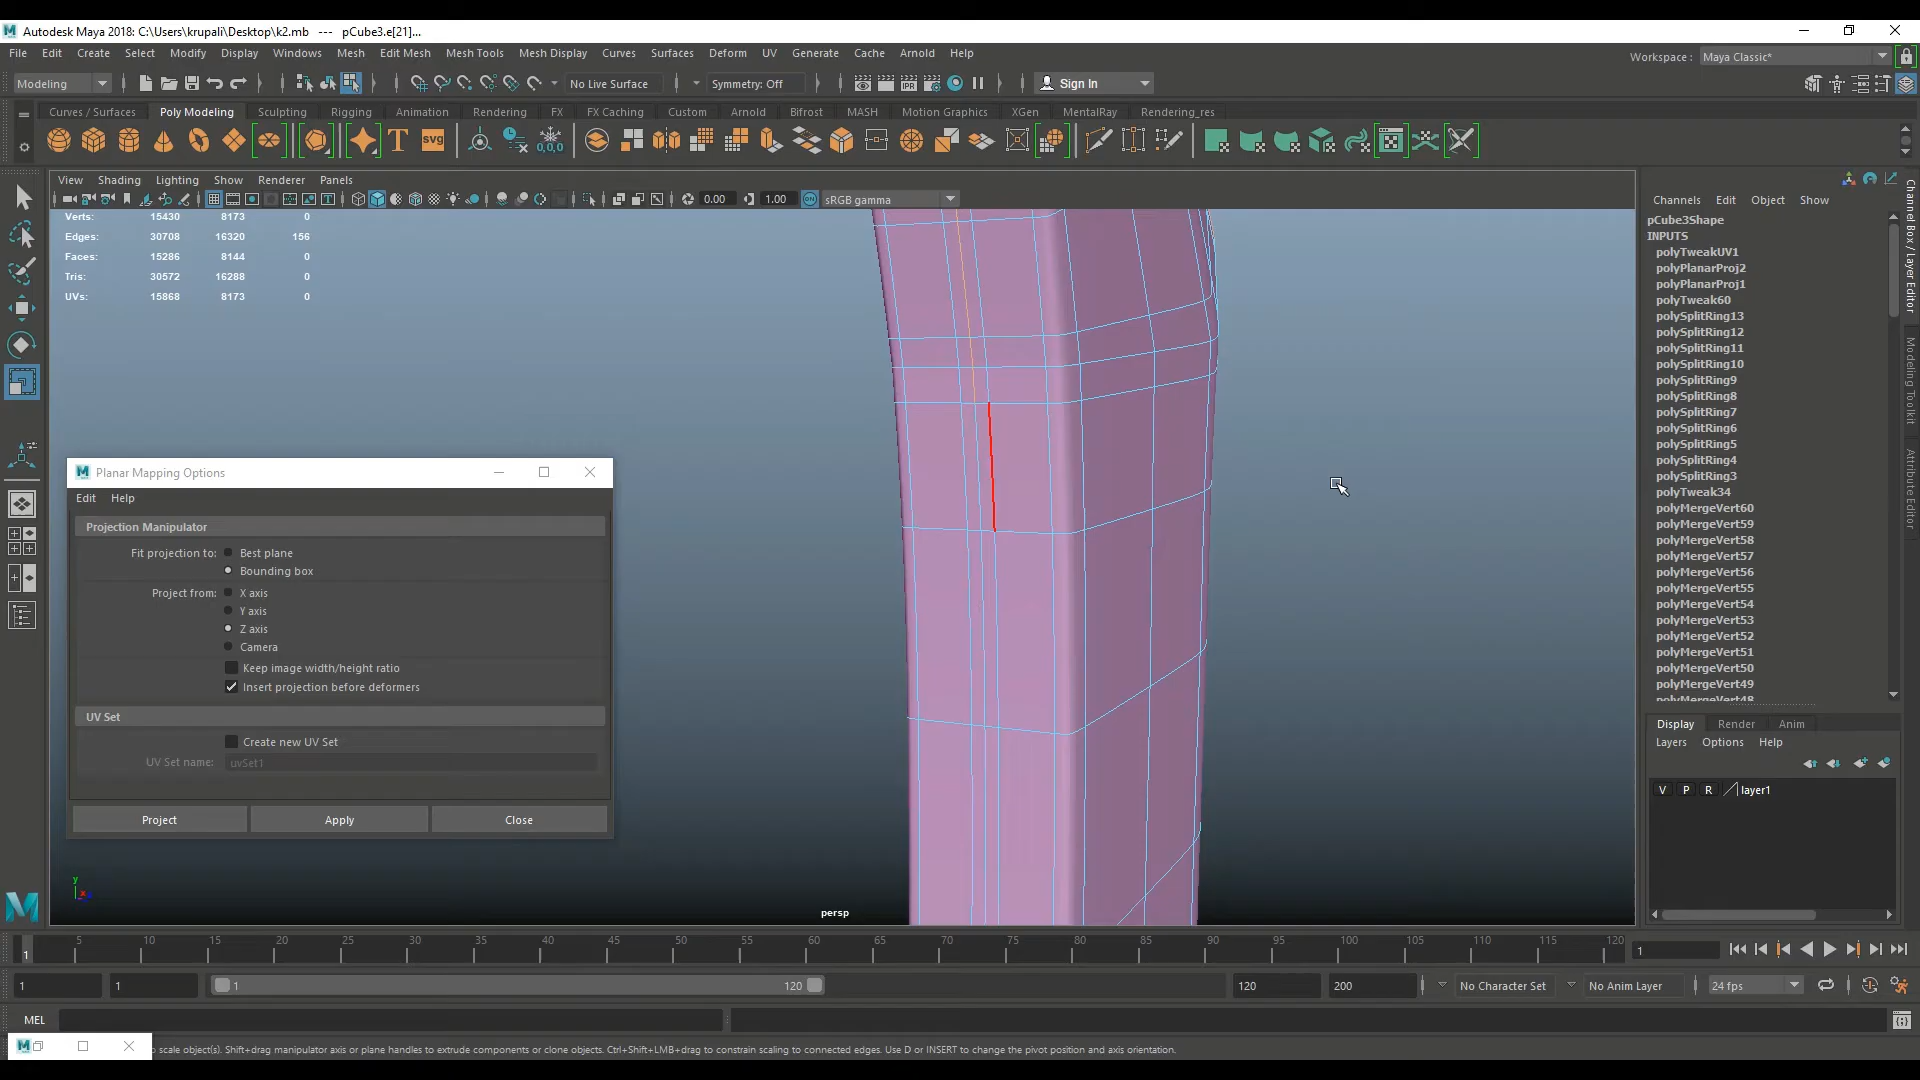 Autodesk Maya 2018: C:\Users\krupali\Desktop\k2.mb --- pCube3.e[21]...
File Edit Create Select Modify Display Windows Mesh Edit Mesh Mesh Tools Mesh Display Curves Surfaces Deform UV Generate Cache Arnold Help
Workspace : Maya Classic*
Modeling No Live Surface Symmetry: Off Sign In
Curves / Surfaces Poly Modeling Sculpting Rigging Animation Rendering FX FX Caching Custom Arnold Bifrost MASH Motion Graphics XGen MentalRay Rendering_res
View Shading Lighting Show Renderer Panels
0.00 1.00 sRGB gamma
Verts: 15430 8173 0
Edges: 30708 16320 156
Faces: 15286 8144 0
Tris: 30572 16288 0
UVs: 15868 8173 0
Planar Mapping Options
Edit Help
Projection Manipulator
Fit projection to: Best plane
Bounding box
Project from: X axis
Y axis
Z axis
Camera
Keep image width/height ratio
Insert projection before deformers
UV Set
Create new UV Set
UV Set name: uvSet1
Project Apply Close
persp
Channels Edit Object Show
pCube3Shape
INPUTS
polyTweakUV1
polyPlanarProj2
polyPlanarProj1
polyTweak60
polySplitRing13
polySplitRing12
polySplitRing11
polySplitRing10
polySplitRing9
polySplitRing8
polySplitRing7
polySplitRing6
polySplitRing5
polySplitRing4
polySplitRing3
polyTweak34
polyMergeVert60
polyMergeVert59
polyMergeVert58
polyMergeVert57
polyMergeVert56
polyMergeVert55
polyMergeVert54
polyMergeVert53
polyMergeVert52
polyMergeVert51
polyMergeVert50
polyMergeVert49
polyMergeVert48
Channel Box / Layer Editor
Modeling Toolkit
Attribute Editor
Display Render Anim
Layers Options Help
V P R layer1
5 10 15 20 25 30 35 40 45 50 55 60 65 70 75 80 85 90 95 100 105 110 115 120
1 1
1 1 1 120 120 200 No Character Set No Anim Layer 24 fps
MEL
o scale object(s). Shift+drag manipulator axis or plane handles to extrude components or clone objects. Ctrl+Shift+LMB+drag to constrain scaling to connected edges. Use D or INSERT to change the pivot position and axis orientation.